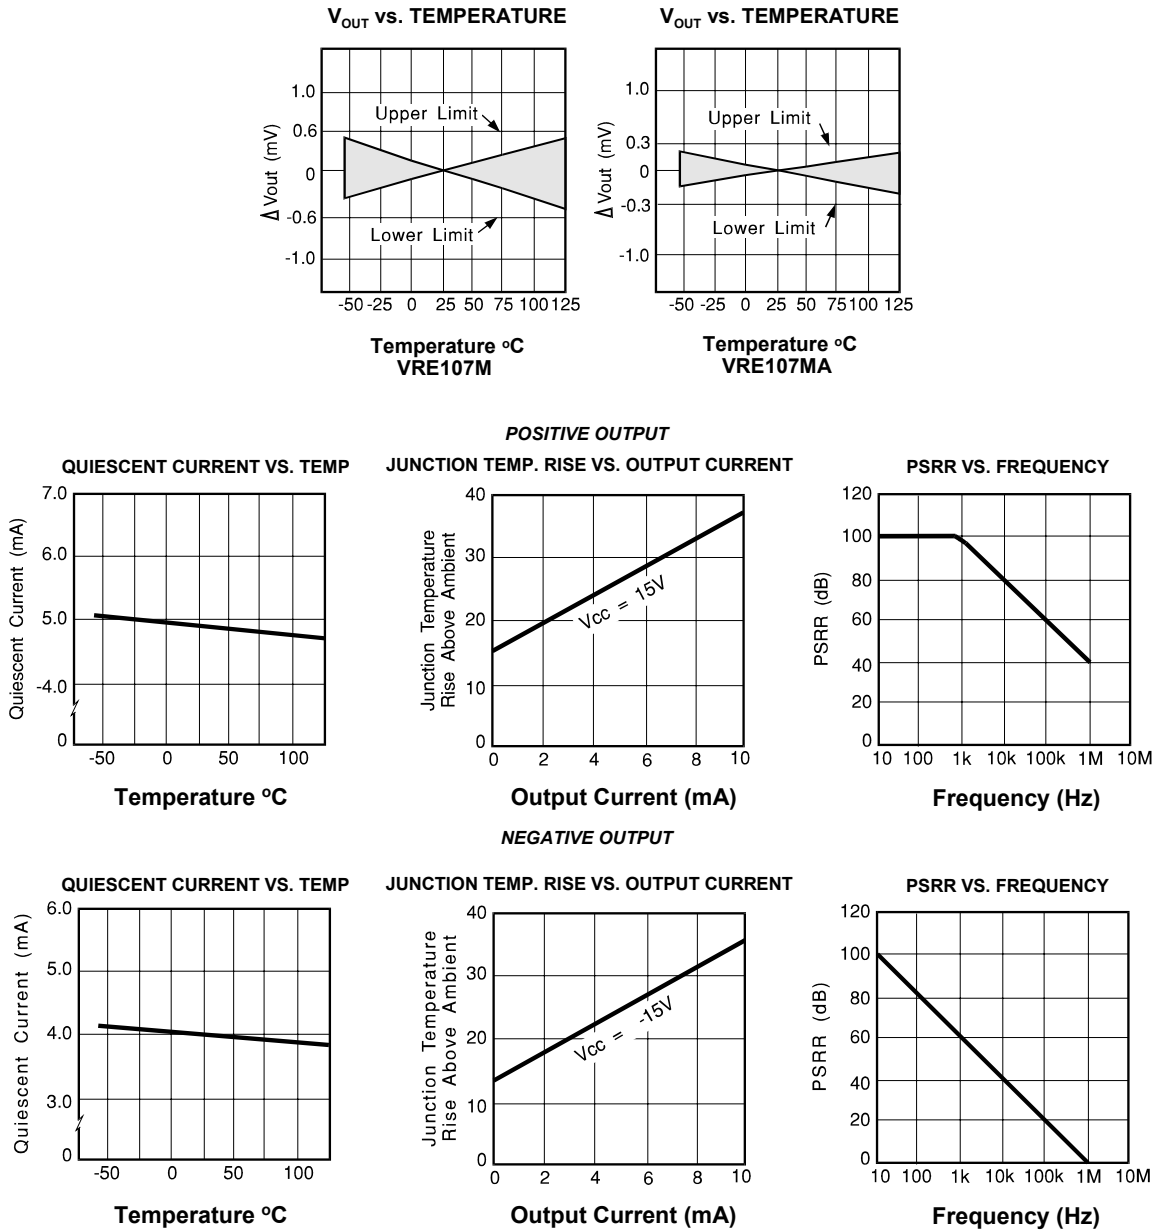 V_OUT vs. TEMPERATURE
1.0
0.6
0
-0.6
-1.0
Δ Vout (mV)
Upper Limit
Lower Limit
-50 -25 0 25 50 75 100 125
Temperature °C
VRE107M
V_OUT vs. TEMPERATURE
1.0
0.3
0
-0.3
-1.0
Δ Vout (mV)
Upper Limit
Lower Limit
-50 -25 0 25 50 75 100 125
Temperature °C
VRE107MA
POSITIVE OUTPUT
QUIESCENT CURRENT VS. TEMP
7.0
6.0
5.0
-4.0
0
Quiescent Current (mA)
-50 0 50 100
Temperature °C
JUNCTION TEMP. RISE VS. OUTPUT CURRENT
40
30
20
10
0
Junction Temperature
Rise Above Ambient
Vcc = 15V
0 2 4 6 8 10
Output Current (mA)
PSRR VS. FREQUENCY
120
100
80
60
40
20
0
PSRR (dB)
10 100 1k 10k 100k 1M 10M
Frequency (Hz)
NEGATIVE OUTPUT
QUIESCENT CURRENT VS. TEMP
6.0
5.0
4.0
3.0
0
Quiescent Current (mA)
-50 0 50 100
Temperature °C
JUNCTION TEMP. RISE VS. OUTPUT CURRENT
40
30
20
10
0
Junction Temperature
Rise Above Ambient
Vcc = -15V
0 2 4 6 8 10
Output Current (mA)
PSRR VS. FREQUENCY
120
100
80
60
40
20
0
PSRR (dB)
10 100 1k 10k 100k 1M 10M
Frequency (Hz)